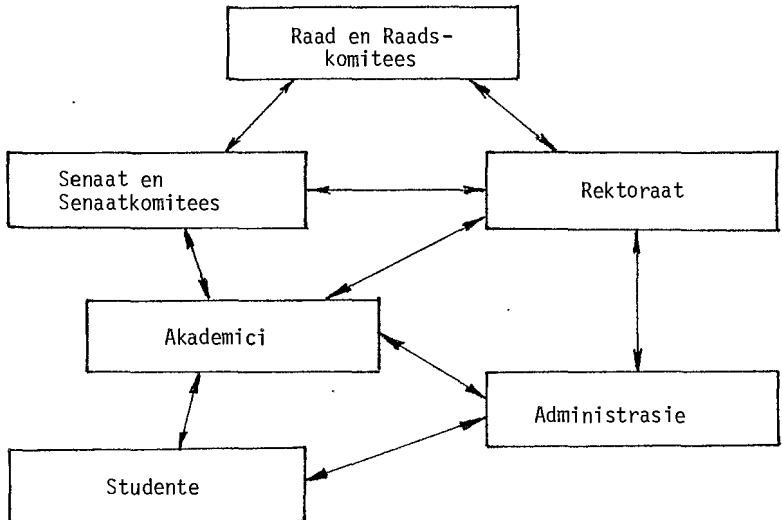 Raad en Raads-
komitees
Senaat en
Senaatkomitees
Rektoraat
Akademici
Administrasie
Studente